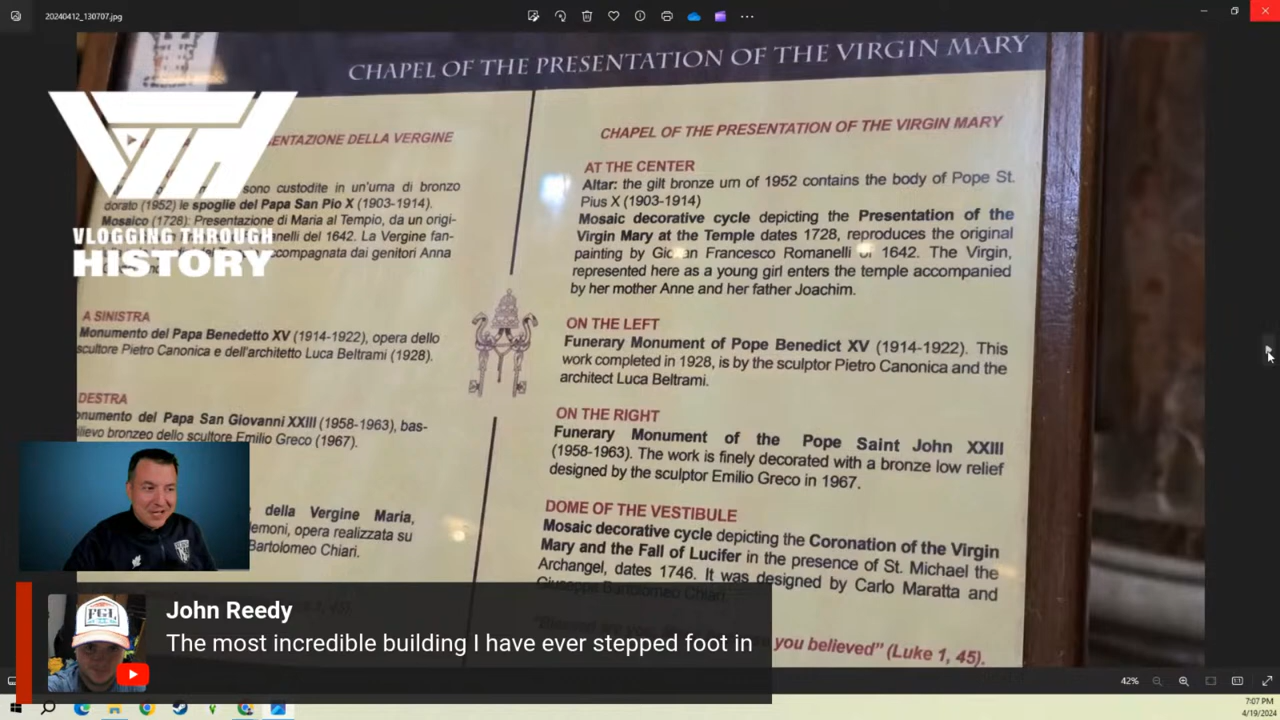 20240412_130707.jpg
CHAPEL OF THE PRESENTATION OF THE VIRGIN MARY
VTH
VLOGGING THROUGH
HISTORY
ENTAZIONE DELLA VERGINE
sono custodite in un'urna di bronzo
dorato (1952) le spoglie del Papa San Pio X (1903-1914).
Mosaico (1728): Presentazione di Maria al Tempio, da un origi-
anelli del 1642. La Vergine fan-
accompagnata dai genitori Anna
A SINISTRA
Monumento del Papa Benedetto XV (1914-1922), opera dello
scultore Pietro Canonica e dell'architetto Luca Beltrami (1928).
DESTRA
onumento del Papa San Giovanni XXIII (1958-1963), bas-
ilievo bronzeo dello scultore Emilio Greco (1967).
della Vergine Maria,
emoni, opera realizzata su
Bartolomeo Chiari.
CHAPEL OF THE PRESENTATION OF THE VIRGIN MARY
AT THE CENTER
Altar: the gilt bronze urn of 1952 contains the body of Pope St.
Pius X (1903-1914)
Mosaic decorative cycle depicting the Presentation of the
Virgin Mary at the Temple dates 1728, reproduces the original
painting by Giovan Francesco Romanelli of 1642. The Virgin,
represented here as a young girl enters the temple accompanied
by her mother Anne and her father Joachim.
ON THE LEFT
Funerary Monument of Pope Benedict XV (1914-1922). This
work completed in 1928, is by the sculptor Pietro Canonica and the
architect Luca Beltrami.
ON THE RIGHT
Funerary Monument of the Pope Saint John XXIII
(1958-1963). The work is finely decorated with a bronze low relief
designed by the sculptor Emilio Greco in 1967.
DOME OF THE VESTIBULE
Mosaic decorative cycle depicting the Coronation of the Virgin
Mary and the Fall of Lucifer in the presence of St. Michael the
Archangel, dates 1746. It was designed by Carlo Maratta and
Giuseppe Bartolomeo Chiari.
you believed" (Luke 1, 45).
FGL
John Reedy
The most incredible building I have ever stepped foot in
42%
7:07 PM
4/19/2024